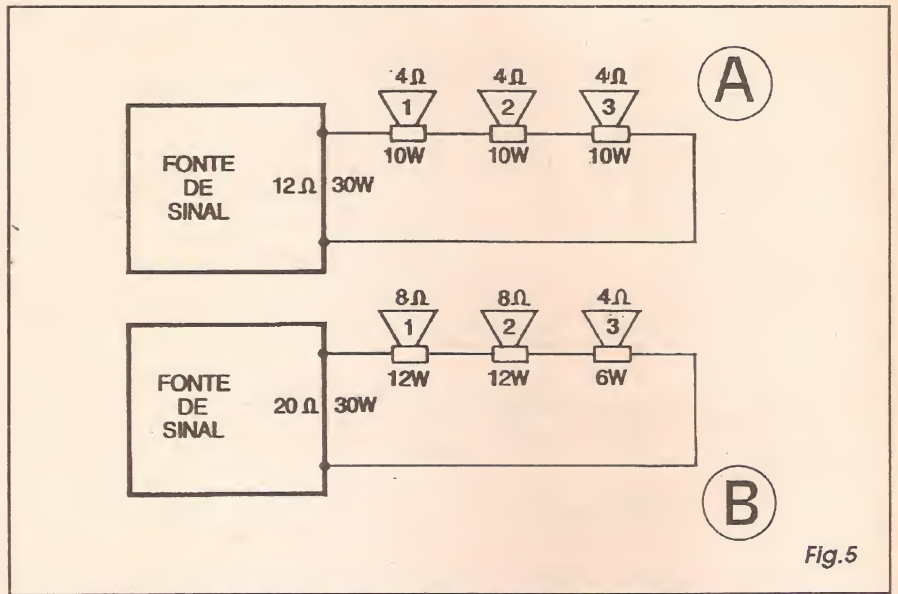 4Ω 4Ω 4Ω
A
1 2 3
10W 10W 10W
FONTE
DE
SINAL
12Ω 30W
8Ω 8Ω 4Ω
1 2 3
12W 12W 6W
FONTE
DE
SINAL
20Ω 30W
B
Fig.5